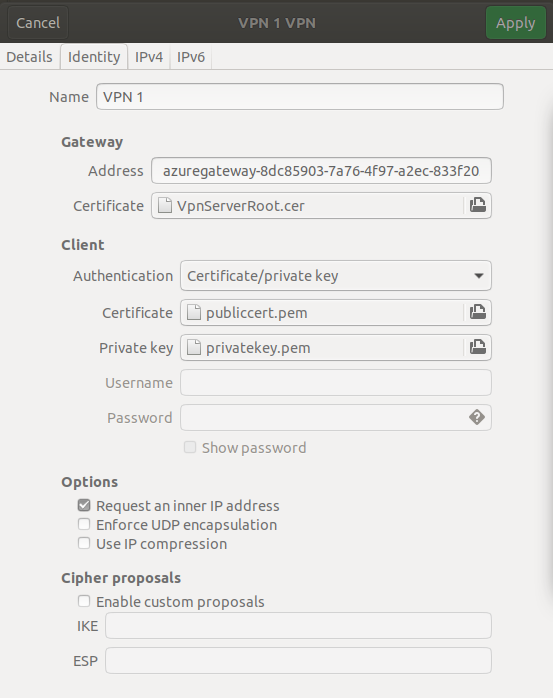 Cancel VPN 1 VPN Apply
Details Identity IPv4 IPv6
Name VPN 1
Gateway
Address azuregateway-8dc85903-7a76-4f97-a2ec-833f20
Certificate VpnServerRoot.cer
Client
Authentication Certificate/private key
Certificate publiccert.pem
Private key privatekey.pem
Username
Password
Show password
Options
Request an inner IP address
Enforce UDP encapsulation
Use IP compression
Cipher proposals
Enable custom proposals
IKE
ESP